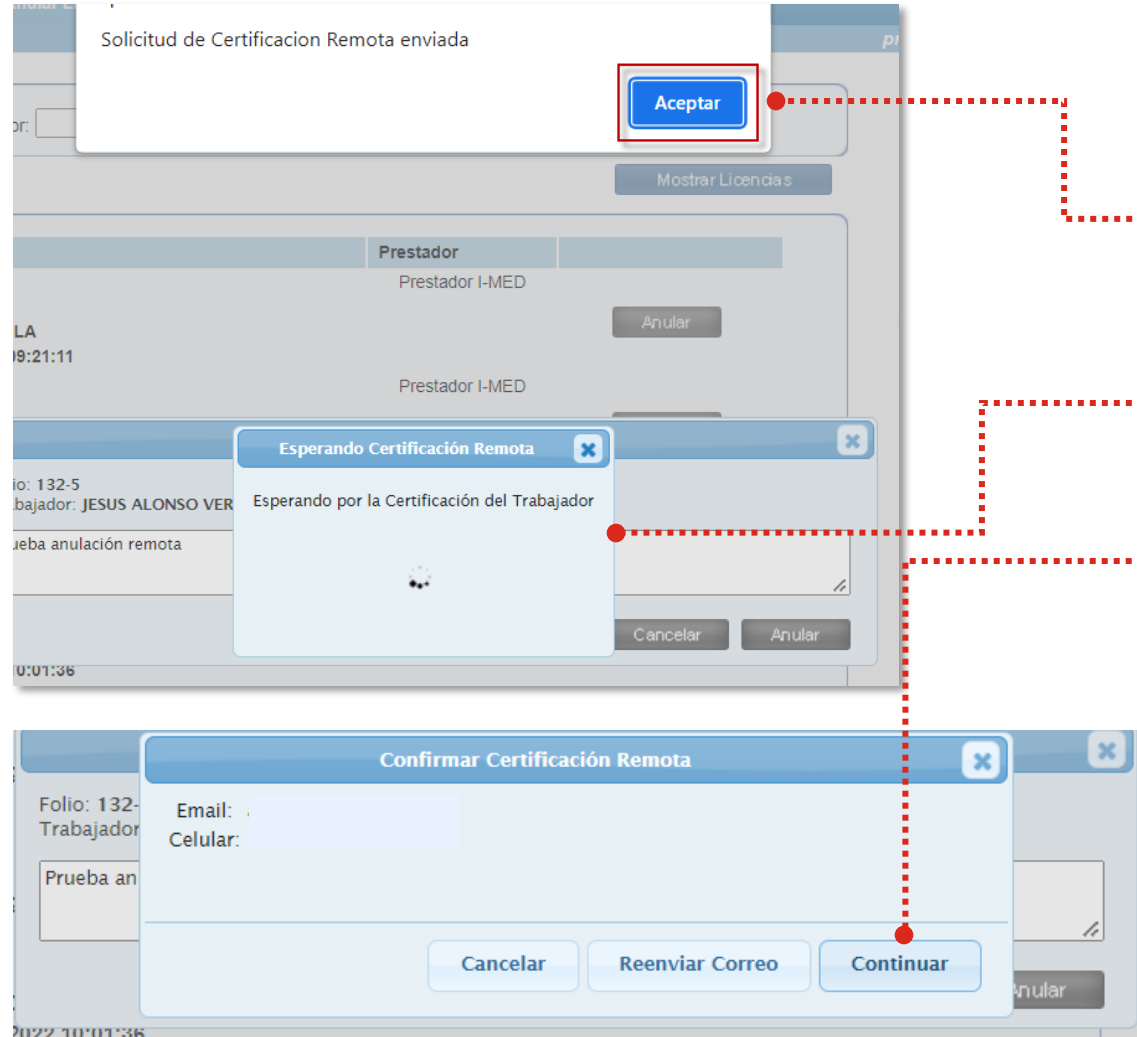 Solicitud de Certificacion Remota enviada
Aceptar
or:
Mostrar Licencias
Prestador
Prestador I-MED
Anular
LA
09:21:11
Prestador I-MED
Esperando Certificación Remota
io: 132-5
bajador: JESUS ALONSO VER
Esperando por la Certificación del Trabajador
ueba anulación remota
Cancelar
Anular
10:01:36
Confirmar Certificación Remota
Folio: 132-
Trabajador
Email:
Celular:
Prueba an
Cancelar
Reenviar Correo
Continuar
Anular
2022 10:01:36